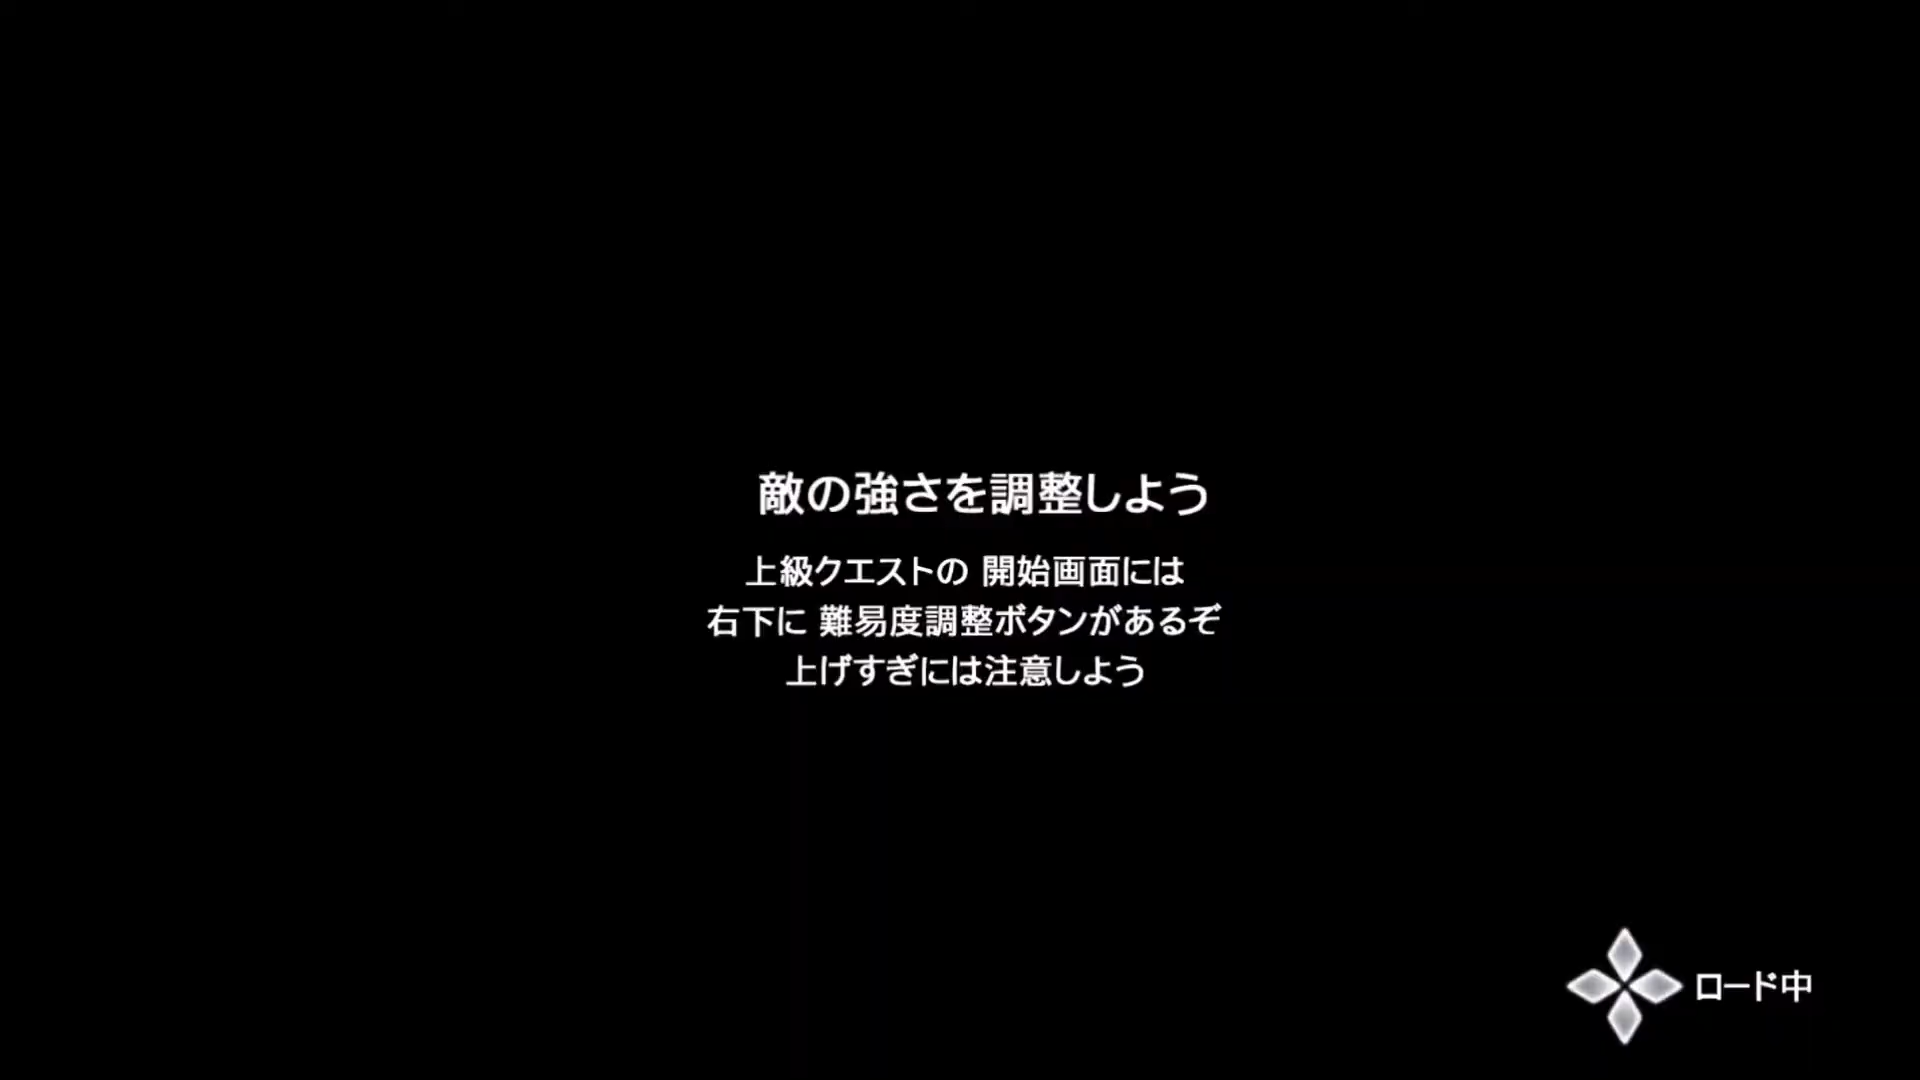 敵の強さを調整しよう
上級クエストの 開始画面には
右下に 難易度調整ボタンがあるぞ
上げすぎには注意しよう
ロード中